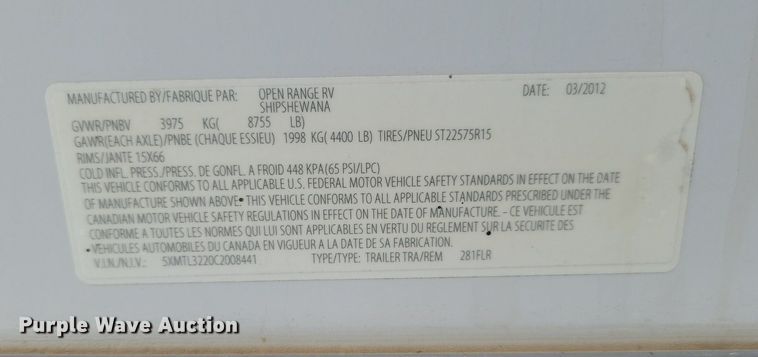 MANUFACTURED BY/FABRIQUE PAR: OPEN RANGE RV DATE: 03/2012
SHIPSHEWANA
GVWR/PNBV 3975 KG( 8755 LB)
GAWR(EACH AXLE)/PNBE (CHAQUE ESSIEU) 1998 KG( 4400 LB) TIRES/PNEU ST22575R15
RIMS/JANTE 15X66
COLD INFL. PRESS./PRESS. DE GONFL. A FROID 448 KPA(65 PSI/LPC)
THIS VEHICLE CONFORMS TO ALL APPLICABLE U.S. FEDERAL MOTOR VEHICLE SAFETY STANDARDS IN EFFECT ON THE DATE
OF MANUFACTURE SHOWN ABOVE. THIS VEHICLE CONFORMS TO ALL APPLICABLE STANDARDS PRESCRIBED UNDER THE
CANADIAN MOTOR VEHICLE SAFETY REGULATIONS IN EFFECT ON THE DATE OF MANUFACTURE. - CE VEHICULE EST
CONFORME A TOUTES LES NORMES QUI LUI SONT APPLICABLES EN VERTU DU REGLEMENT SUR LA SECURITE DES
VEHICULES AUTOMOBILES DU CANADA EN VIGUEUR A LA DATE DE SA FABRICATION.
V.I.N./N.I.V.: 5XMTL3220C2008441 TYPE/TYPE: TRAILER TRA/REM 281FLR
Purple Wave Auction